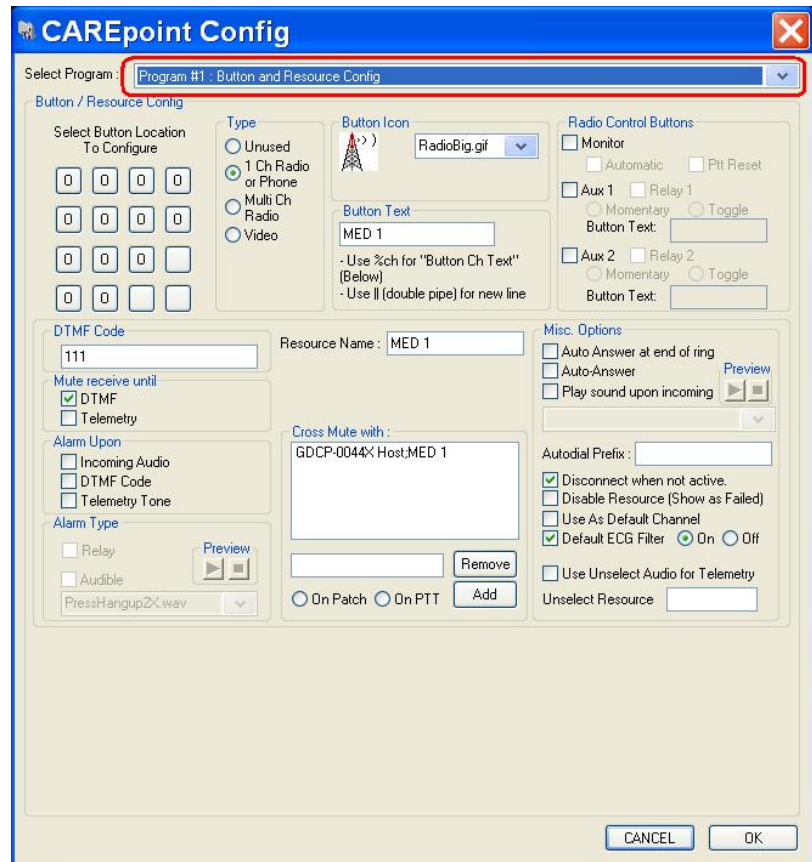 CAREpoint Config
Select Program : Program #1 : Button and Resource Config
Button / Resource Config
Select Button Location
To Configure
0 0 0 0
0 0 0 0
0 0 0
0 0
Type
Unused
1 Ch Radio
or Phone
Multi Ch
Radio
Video
Button Icon
RadioBig.gif
Button Text
MED 1
- Use %ch for "Button Ch Text"
(Below)
- Use || (double pipe) for new line
Radio Control Buttons
Monitor
Automatic Ptt Reset
Aux 1 Relay 1
Momentary Toggle
Button Text:
Aux 2 Relay 2
Momentary Toggle
Button Text:
DTMF Code
111
Mute receive until
DTMF
Telemetry
Alarm Upon
Incoming Audio
DTMF Code
Telemetry Tone
Alarm Type
Relay
Preview
Audible
PressHangup2X.wav
Resource Name : MED 1
Cross Mute with :
GDCP-0044X Host;MED 1
Remove
On Patch On PTT Add
Misc. Options
Auto Answer at end of ring
Auto-Answer
Preview
Play sound upon incoming
Autodial Prefix :
Disconnect when not active.
Disable Resource (Show as Failed)
Use As Default Channel
Default ECG Filter On Off
Use Unselect Audio for Telemetry
Unselect Resource
CANCEL OK